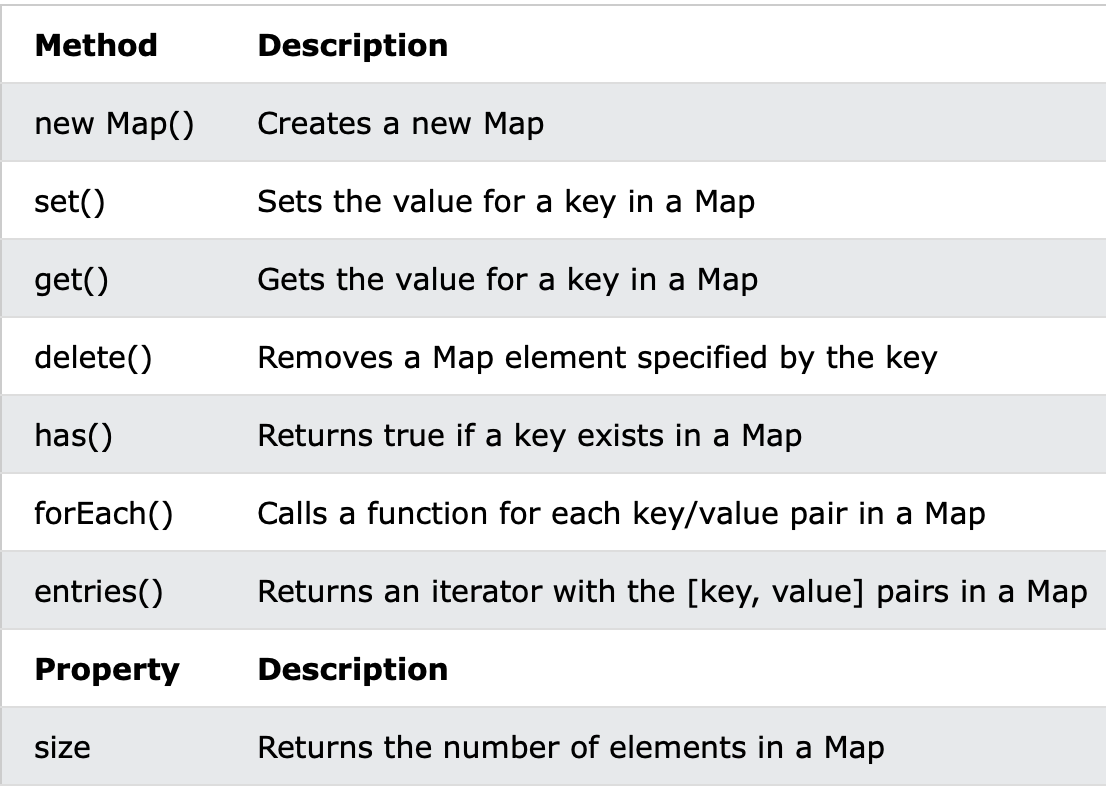 Method Description
new Map() Creates a new Map
set() Sets the value for a key in a Map
get() Gets the value for a key in a Map
delete() Removes a Map element specified by the key
has() Returns true if a key exists in a Map
forEach() Calls a function for each key/value pair in a Map
entries() Returns an iterator with the [key, value] pairs in a Map
Property Description
size Returns the number of elements in a Map